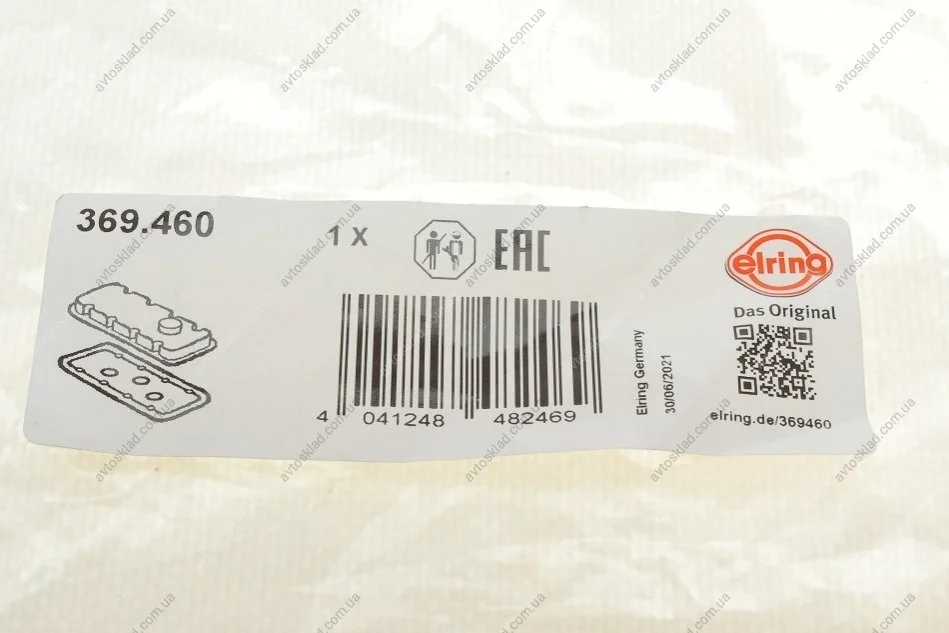 369.460
1 X
EAC
elring
Das Original
elring.de/369460
Elring Germany
30/06/2021
4 041248 482469
avtosklad.com.ua